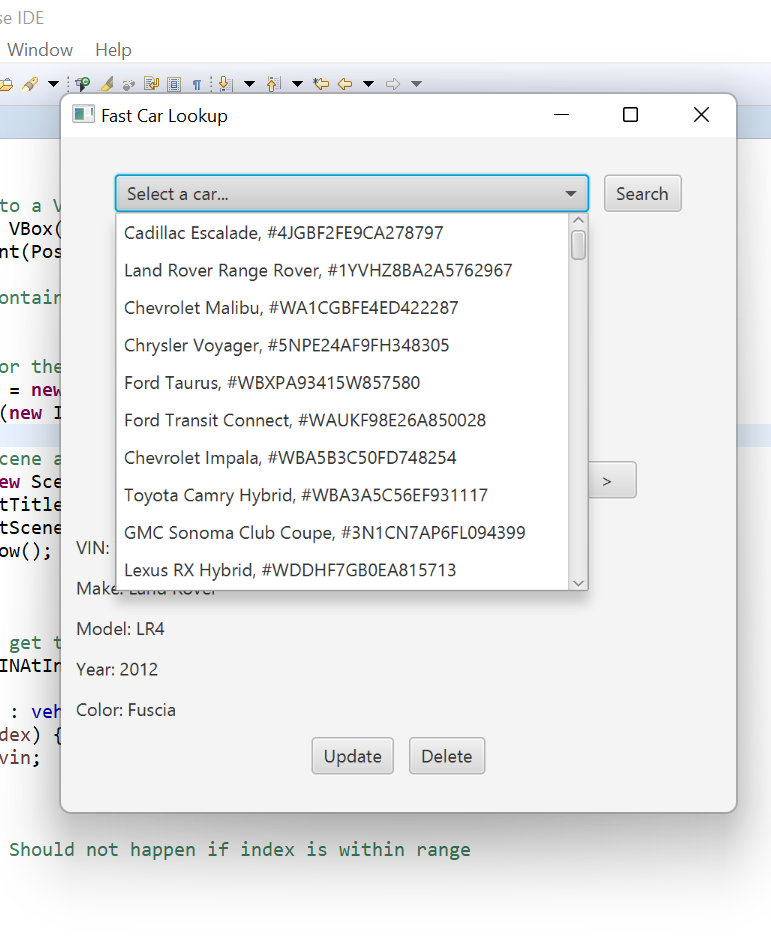 se IDE
Window Help
Fast Car Lookup
Select a car...
Search
Cadillac Escalade, #4JGBF2FE9CA278797
Land Rover Range Rover, #1YVHZ8BA2A5762967
Chevrolet Malibu, #WA1CGBFE4ED422287
Chrysler Voyager, #5NPE24AF9FH348305
Ford Taurus, #WBXPA93415W857580
Ford Transit Connect, #WAUKF98E26A850028
Chevrolet Impala, #WBA5B3C50FD748254
Toyota Camry Hybrid, #WBA3A5C56EF931117
GMC Sonoma Club Coupe, #3N1CN7AP6FL094399
Lexus RX Hybrid, #WDDHF7GB0EA815713
>
VIN:
Make: Land Rover
Model: LR4
Year: 2012
Color: Fuscia
Update
Delete
to a V
VBox(
nt(Pos
ontain
or the
= new
(new I
cene a
ew Sce
tTitle
tScene
ow();
get t
INAtIn
: veh
dex) {
vin;
Should not happen if index is within range